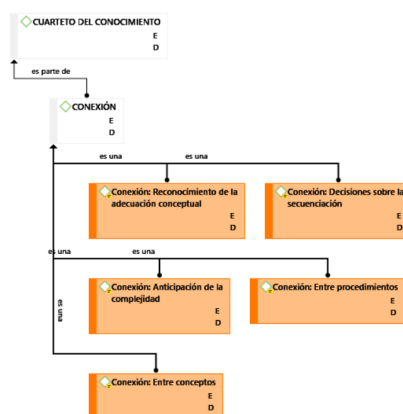 CUARTETO DEL CONOCIMIENTO
E
D
es parte de
CONEXIÓN
E
D
es una
es una
Conexión: Reconocimiento de la
adecuación conceptual
E
D
Conexión: Decisiones sobre la
secuenciación
E
D
es una
es una
es una
Conexión: Anticipación de la
complejidad
E
D
Conexión: Entre procedimientos
E
D
Conexión: Entre conceptos
E
D